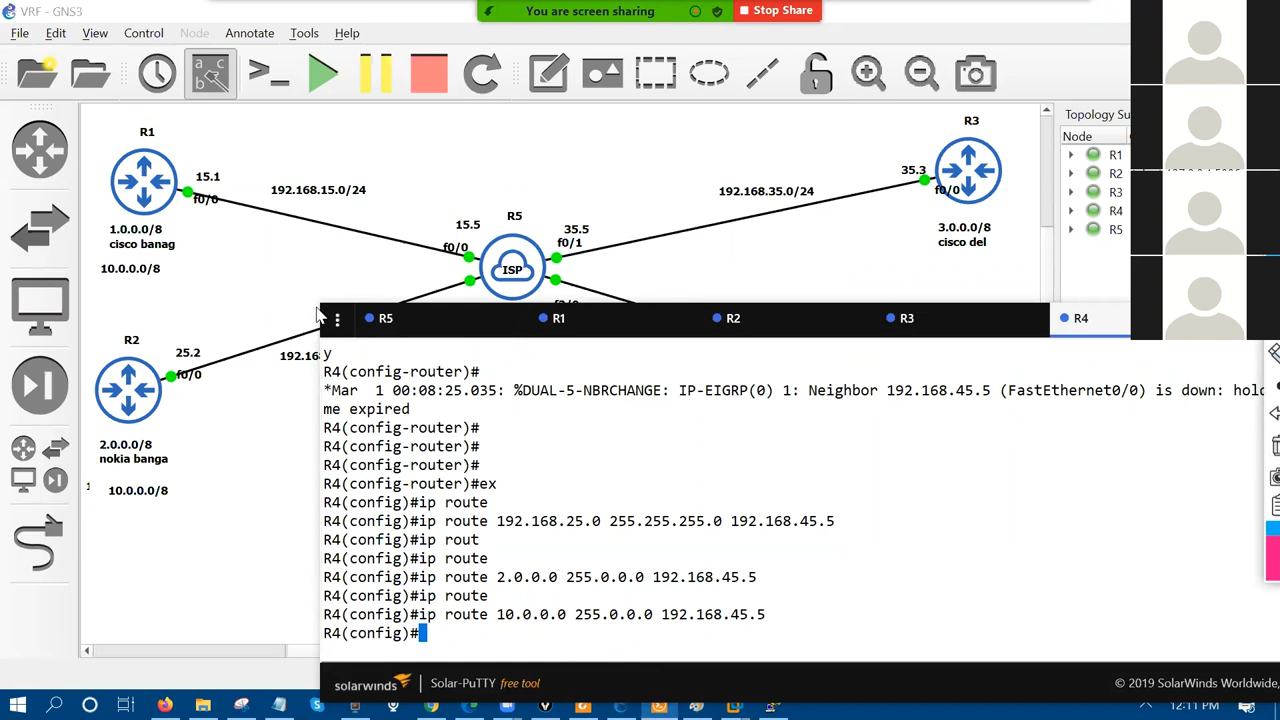 VRF - GNS3
You are screen sharing
Stop Share
File Edit View Control Node Annotate Tools Help
R1
15.1
f0/0
192.168.15.0/24
1.0.0.0/8
cisco banag
10.0.0.0/8
R5
15.5
f0/0
ISP
35.5
f0/1
192.168.35.0/24
R3
35.3
f0/0
3.0.0.0/8
cisco del
R2
25.2
f0/0
2.0.0.0/8
nokia banga
10.0.0.0/8
Topology Su
Node
R1
R2
R3
R4
R5
R5 R1 R2 R3 R4
y
R4(config-router)#
*Mar  1 00:08:25.035: %DUAL-5-NBRCHANGE: IP-EIGRP(0) 1: Neighbor 192.168.45.5 (FastEthernet0/0) is down: hold
me expired
R4(config-router)#
R4(config-router)#
R4(config-router)#
R4(config-router)#ex
R4(config)#ip route
R4(config)#ip route 192.168.25.0 255.255.255.0 192.168.45.5
R4(config)#ip rout
R4(config)#ip route
R4(config)#ip route 2.0.0.0 255.0.0.0 192.168.45.5
R4(config)#ip route
R4(config)#ip route 10.0.0.0 255.0.0.0 192.168.45.5
R4(config)#
solarwinds Solar-PuTTY free tool
© 2019 SolarWinds Worldwide,
12:11 PM